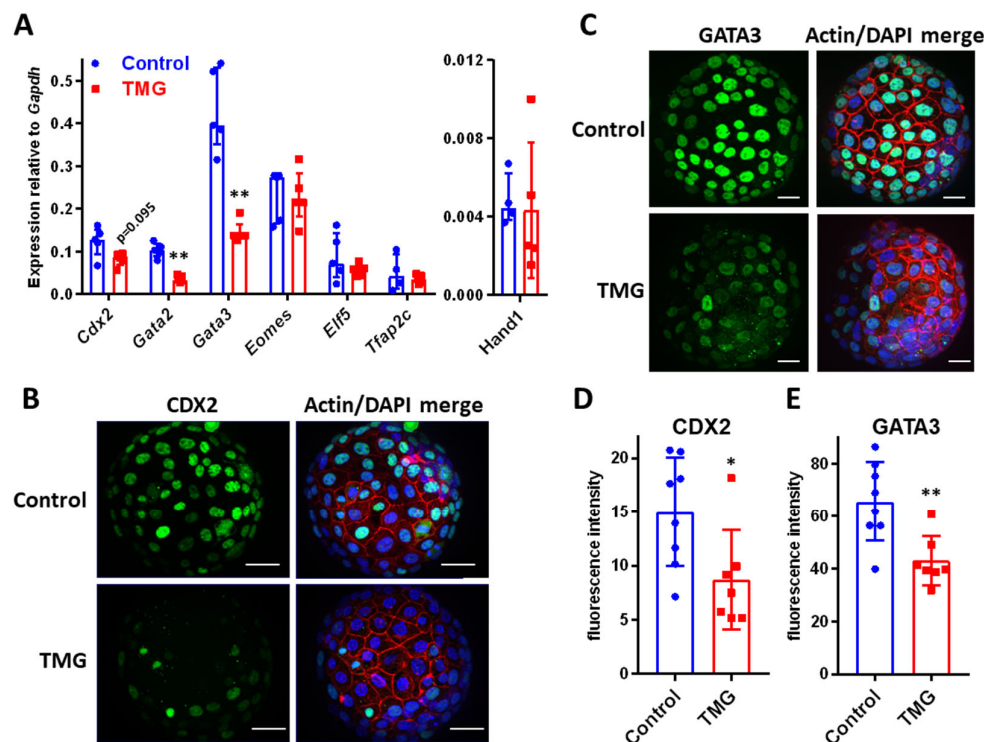 A
Control
TMG
Expression relative to Gapdh
0.5
0.4
0.3
0.2
0.1
0.0
p=0.095
**
**
Cdx2
Gata2
Gata3
Eomes
Elf5
Tfap2c
0.012
0.008
0.004
0.000
Hand1
B
CDX2
Actin/DAPI merge
Control
TMG
C
GATA3
Actin/DAPI merge
Control
TMG
D
CDX2
fluorescence intensity
20
15
10
5
0
*
Control
TMG
E
GATA3
fluorescence intensity
80
60
40
20
0
**
Control
TMG